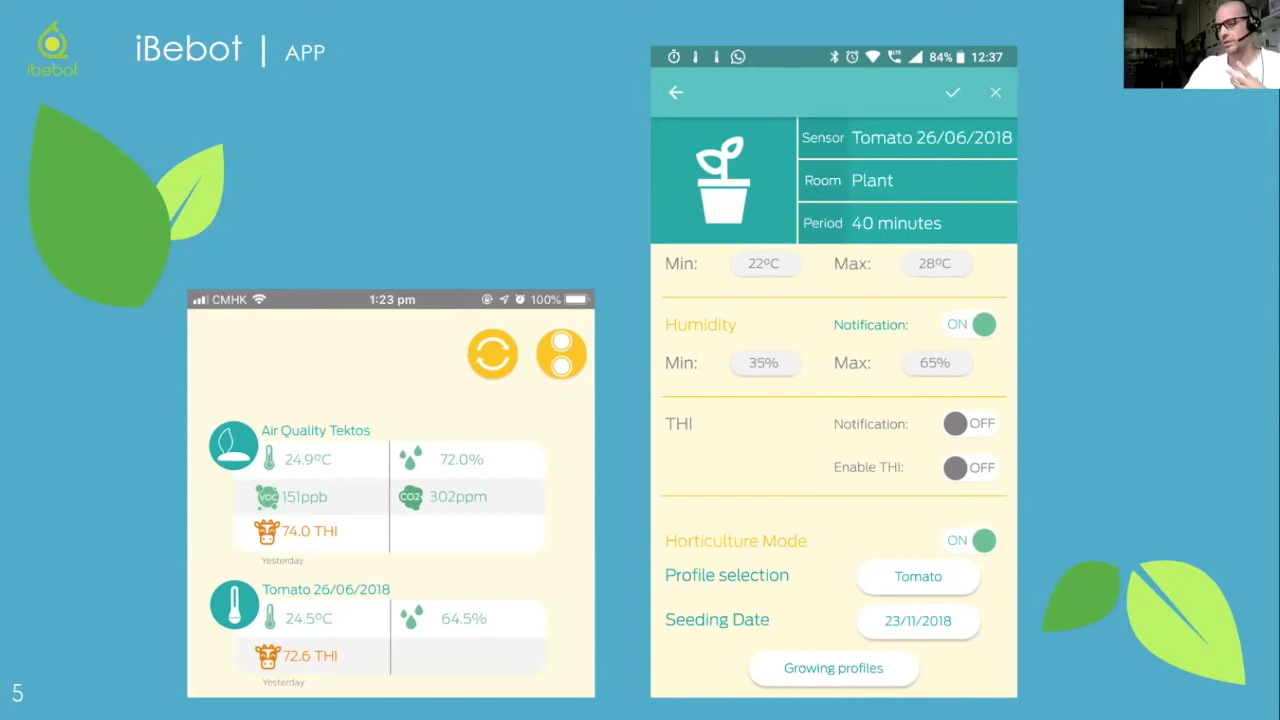 ibebot
iBebot | APP
CMHK 1:23 pm 100%
Air Quality Tektos
24.9ºC 72.0%
VOC 151ppb CO2 302ppm
74.0 THI
Yesterday
Tomato 26/06/2018
24.5ºC 64.5%
72.6 THI
Yesterday
5
LTE 84% 12:37
Sensor Tomato 26/06/2018
Room Plant
Period 40 minutes
Min: 22ºC Max: 28ºC
Humidity Notification: ON
Min: 35% Max: 65%
THI Notification: OFF
Enable THI: OFF
Horticulture Mode ON
Profile selection Tomato
Seeding Date 23/11/2018
Growing profiles